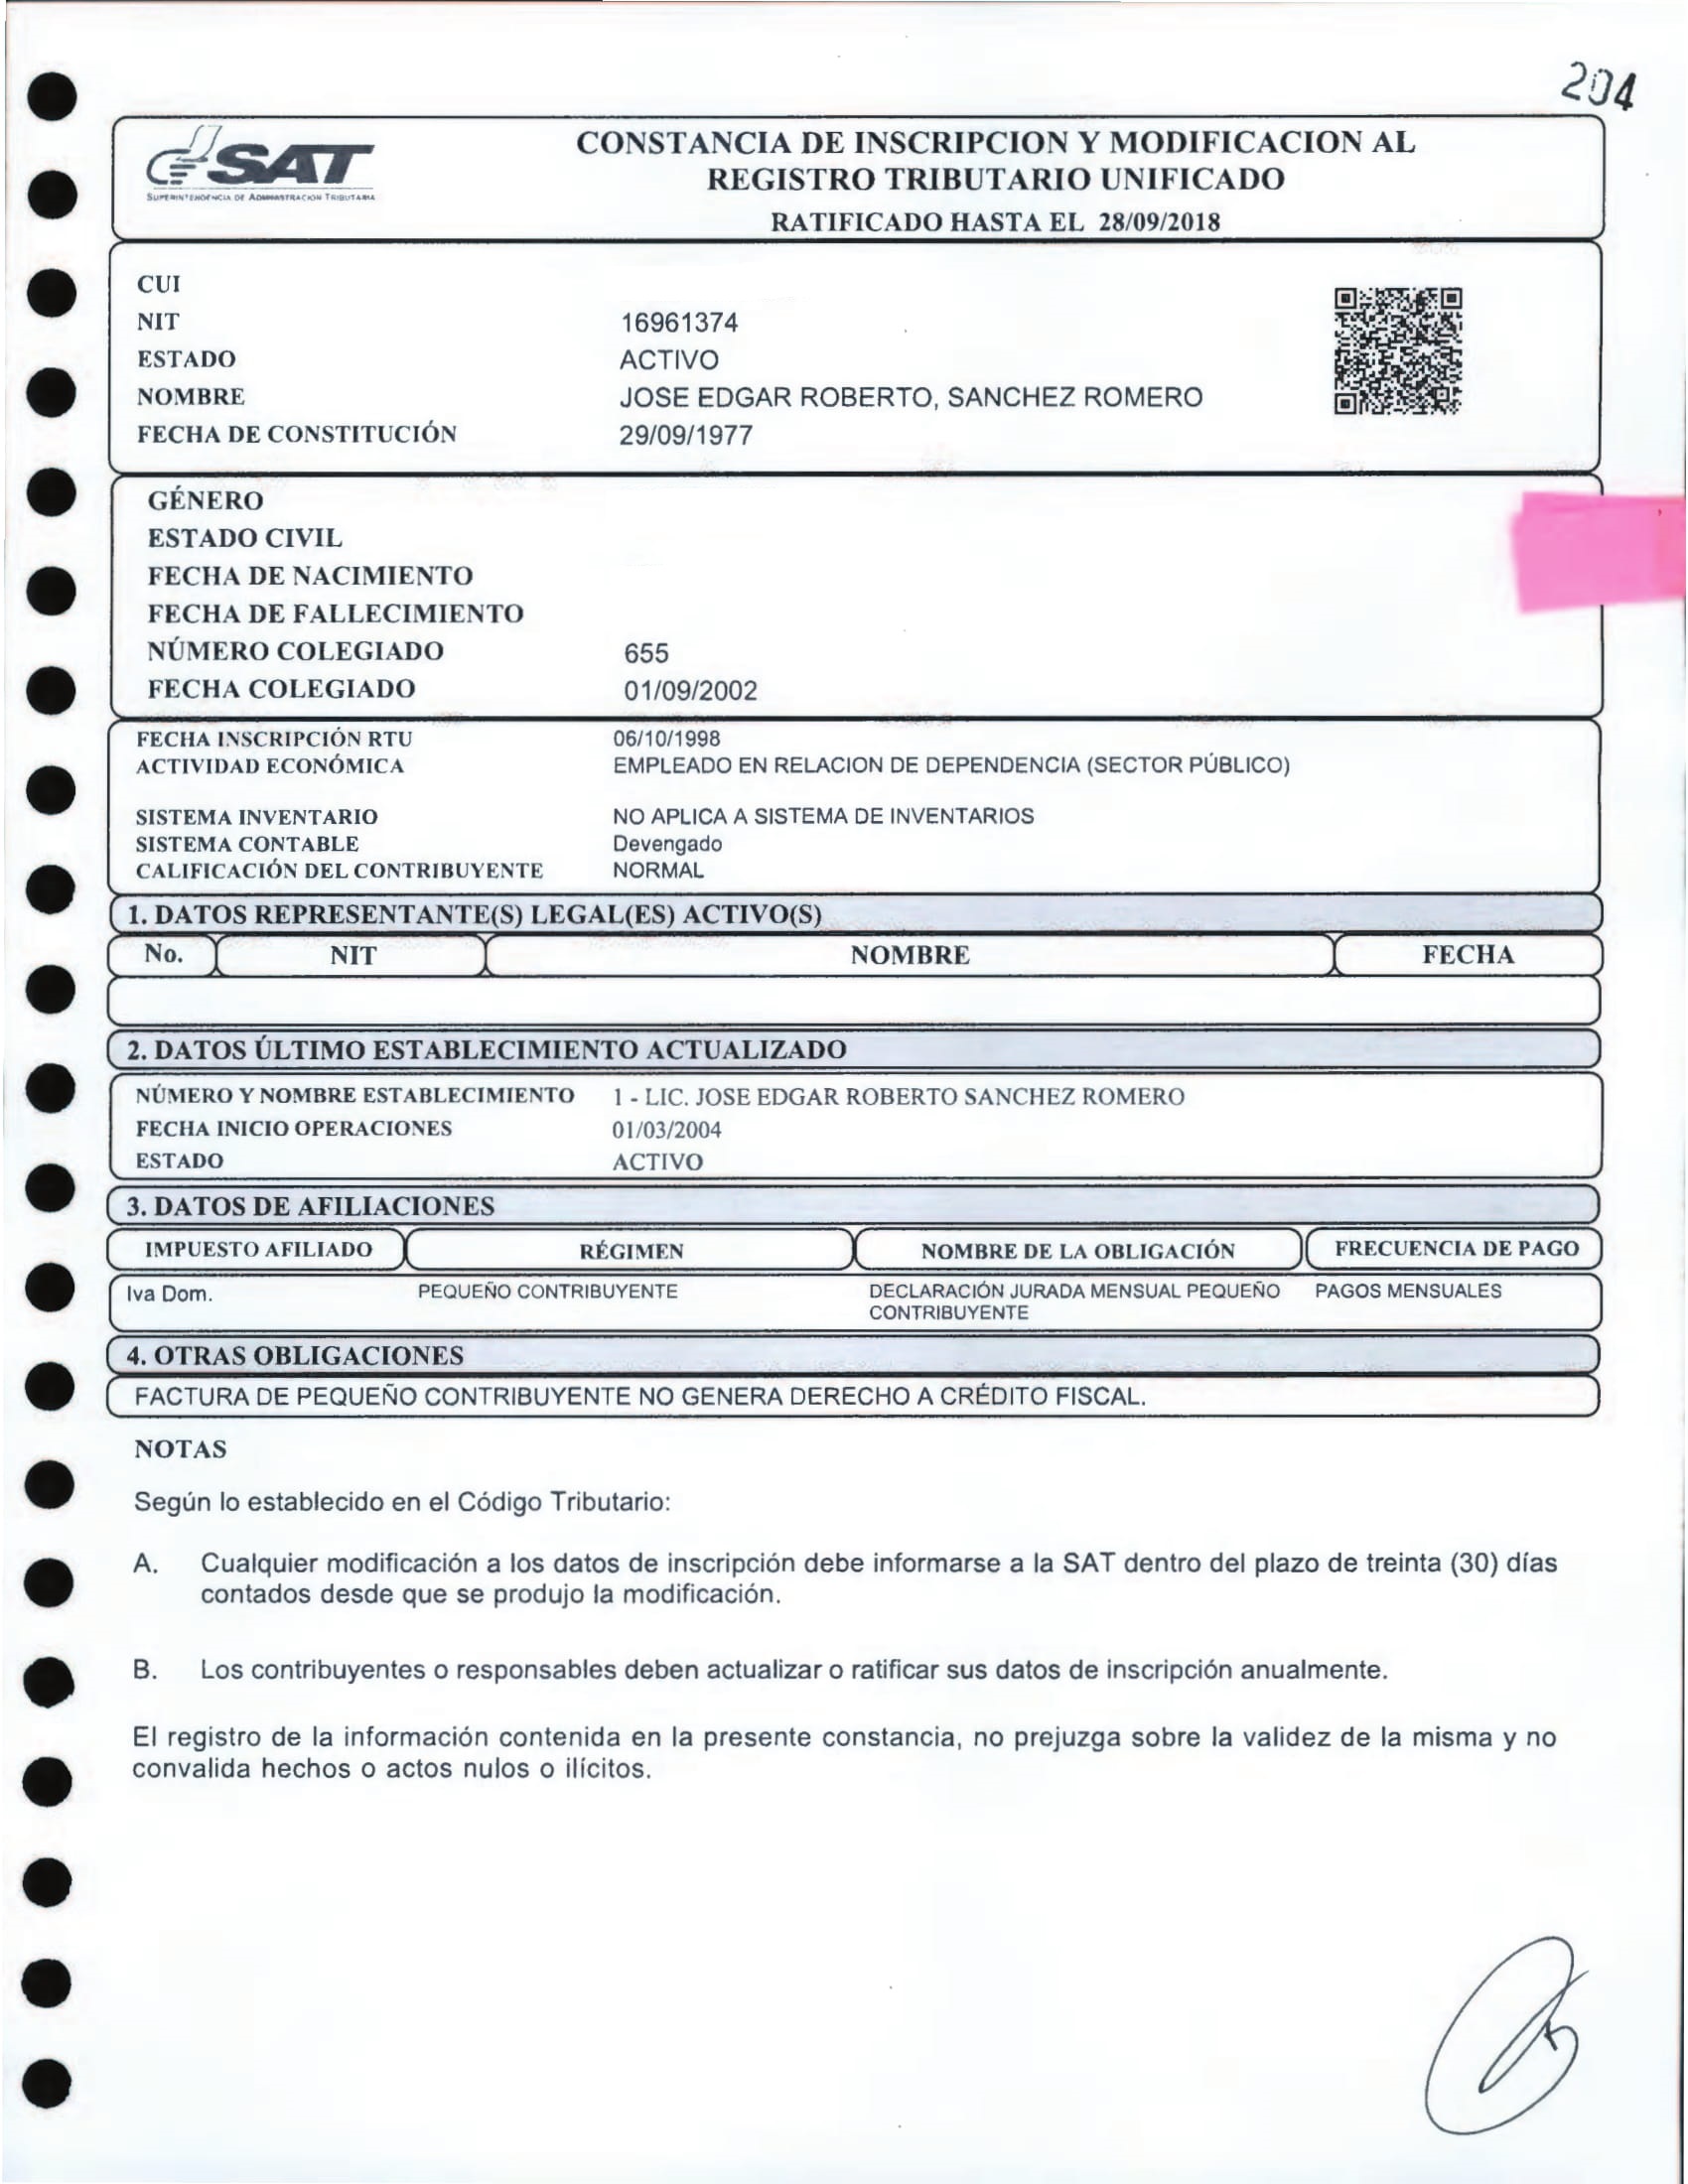 204
SAT
SUPERINTENDENCIA DE ADMINISTRACION TRIBUTARIA
CONSTANCIA DE INSCRIPCION Y MODIFICACION AL
REGISTRO TRIBUTARIO UNIFICADO
RATIFICADO HASTA EL 28/09/2018
CUI
NIT 16961374
ESTADO ACTIVO
NOMBRE JOSE EDGAR ROBERTO, SANCHEZ ROMERO
FECHA DE CONSTITUCIÓN 29/09/1977
GÉNERO
ESTADO CIVIL
FECHA DE NACIMIENTO
FECHA DE FALLECIMIENTO
NÚMERO COLEGIADO 655
FECHA COLEGIADO 01/09/2002
FECHA INSCRIPCIÓN RTU 06/10/1998
ACTIVIDAD ECONÓMICA EMPLEADO EN RELACION DE DEPENDENCIA (SECTOR PÚBLICO)
SISTEMA INVENTARIO NO APLICA A SISTEMA DE INVENTARIOS
SISTEMA CONTABLE Devengado
CALIFICACIÓN DEL CONTRIBUYENTE NORMAL
1. DATOS REPRESENTANTE(S) LEGAL(ES) ACTIVO(S)
No. NIT NOMBRE FECHA
2. DATOS ÚLTIMO ESTABLECIMIENTO ACTUALIZADO
NÚMERO Y NOMBRE ESTABLECIMIENTO 1 - LIC. JOSE EDGAR ROBERTO SANCHEZ ROMERO
FECHA INICIO OPERACIONES 01/03/2004
ESTADO ACTIVO
3. DATOS DE AFILIACIONES
IMPUESTO AFILIADO RÉGIMEN NOMBRE DE LA OBLIGACIÓN FRECUENCIA DE PAGO
Iva Dom. PEQUEÑO CONTRIBUYENTE DECLARACIÓN JURADA MENSUAL PEQUEÑO PAGOS MENSUALES
CONTRIBUYENTE
4. OTRAS OBLIGACIONES
FACTURA DE PEQUEÑO CONTRIBUYENTE NO GENERA DERECHO A CRÉDITO FISCAL.
NOTAS
Según lo establecido en el Código Tributario:
A. Cualquier modificación a los datos de inscripción debe informarse a la SAT dentro del plazo de treinta (30) días
contados desde que se produjo la modificación.
B. Los contribuyentes o responsables deben actualizar o ratificar sus datos de inscripción anualmente.
El registro de la información contenida en la presente constancia, no prejuzga sobre la validez de la misma y no
convalida hechos o actos nulos o ilícitos.